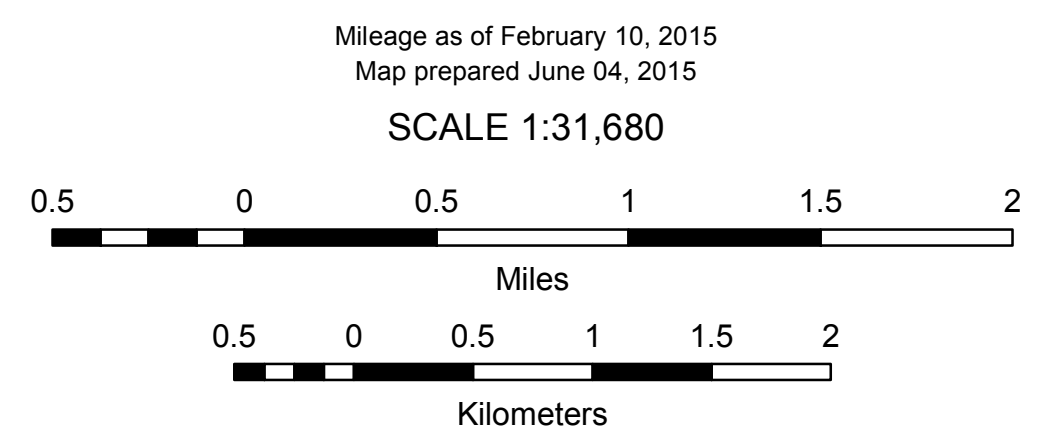 Mileage as of February 10, 2015
Map prepared June 04, 2015
SCALE 1:31,680
0.5 0 0.5 1 1.5 2
Miles
0.5 0 0.5 1 1.5 2
Kilometers